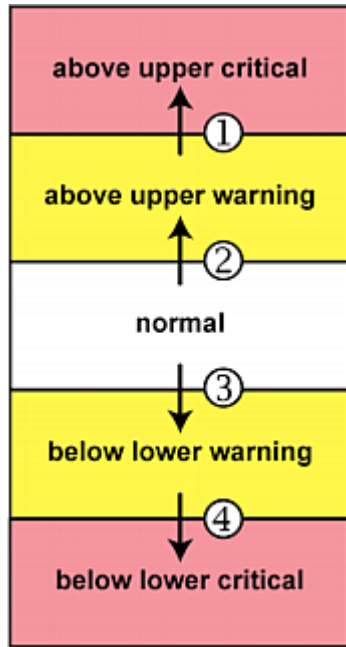 above upper critical
①
above upper warning
②
normal
③
below lower warning
④
below lower critical